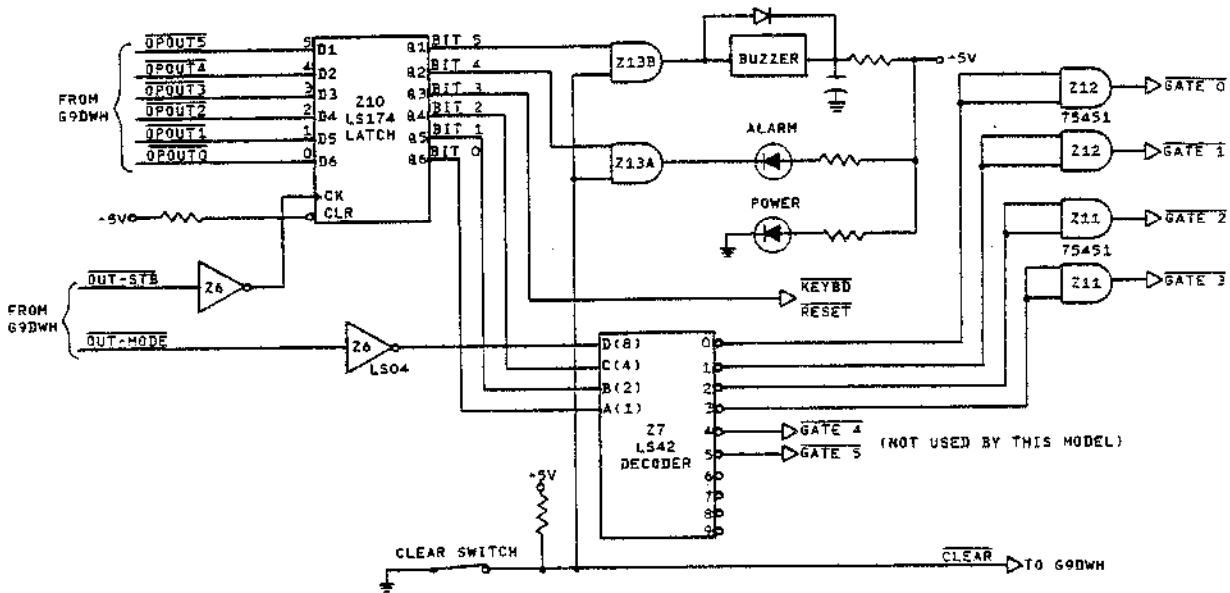 FROM
G9DWH
OPOUT5
OPOUT4
OPOUT3
OPOUT2
OPOUT1
OPOUT0
5
4
3
2
1
0
D1
D2
D3
D4
D5
D6
Z10
LS174
LATCH
CK
CLR
Q1
Q2
Q3
Q4
Q5
Q6
BIT 5
BIT 4
BIT 3
BIT 2
BIT 1
BIT 0
+5V
Z13B
BUZZER
+5V
Z13A
ALARM
POWER
Z12
75451
GATE 0
Z12
GATE 1
Z11
75451
GATE 2
Z11
GATE 3
FROM
G9DWH
OUT-STB
Z6
OUT-MODE
Z6
LS04
KEYBD
RESET
D(8)
C(4)
B(2)
A(1)
Z7
LS42
DECODER
0
1
2
3
4
5
6
7
8
9
GATE 4
GATE 5
(NOT USED BY THIS MODEL)
+5V
CLEAR SWITCH
CLEAR
TO G9DWH